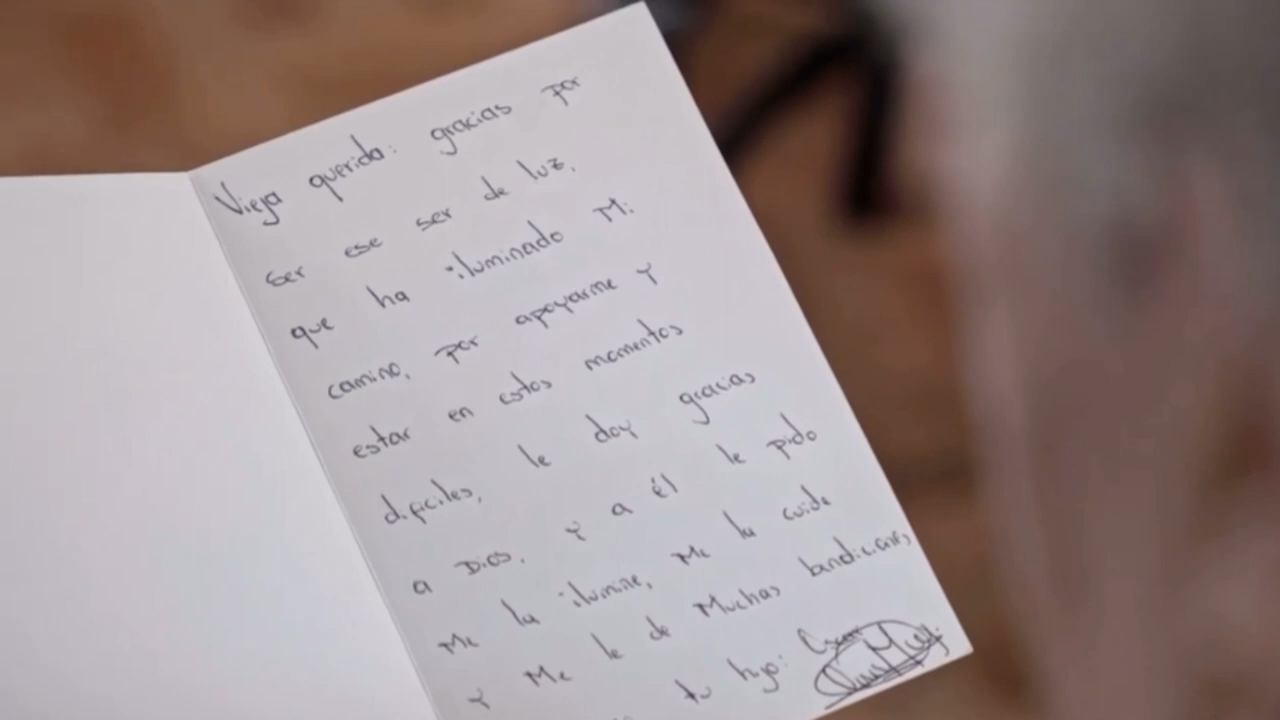 Vieja querida: gracias por
ser ese ser de luz,
que ha iluminado Mi
camino, por apoyarme y
estar en estos momentos
dificiles, le doy gracias
a Dios, y a él le pido
Me la ilumine, Me la cuide
y Me le de Muchas bendiciones,
tu hijo: Oscar